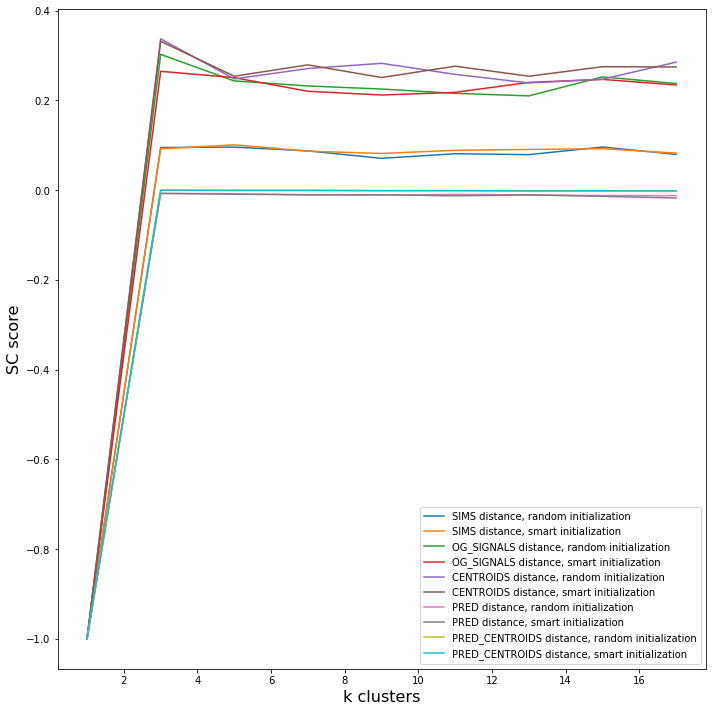 0.4
0.2
0.0
−0.2
−0.4
−0.6
−0.8
−1.0
SC score
SIMS distance, random initialization
SIMS distance, smart initialization
OG_SIGNALS distance, random initialization
OG_SIGNALS distance, smart initialization
CENTROIDS distance, random initialization
CENTROIDS distance, smart initialization
PRED distance, random initialization
PRED distance, smart initialization
PRED_CENTROIDS distance, random initialization
PRED_CENTROIDS distance, smart initialization
2 4 6 8 10 12 14 16
k clusters